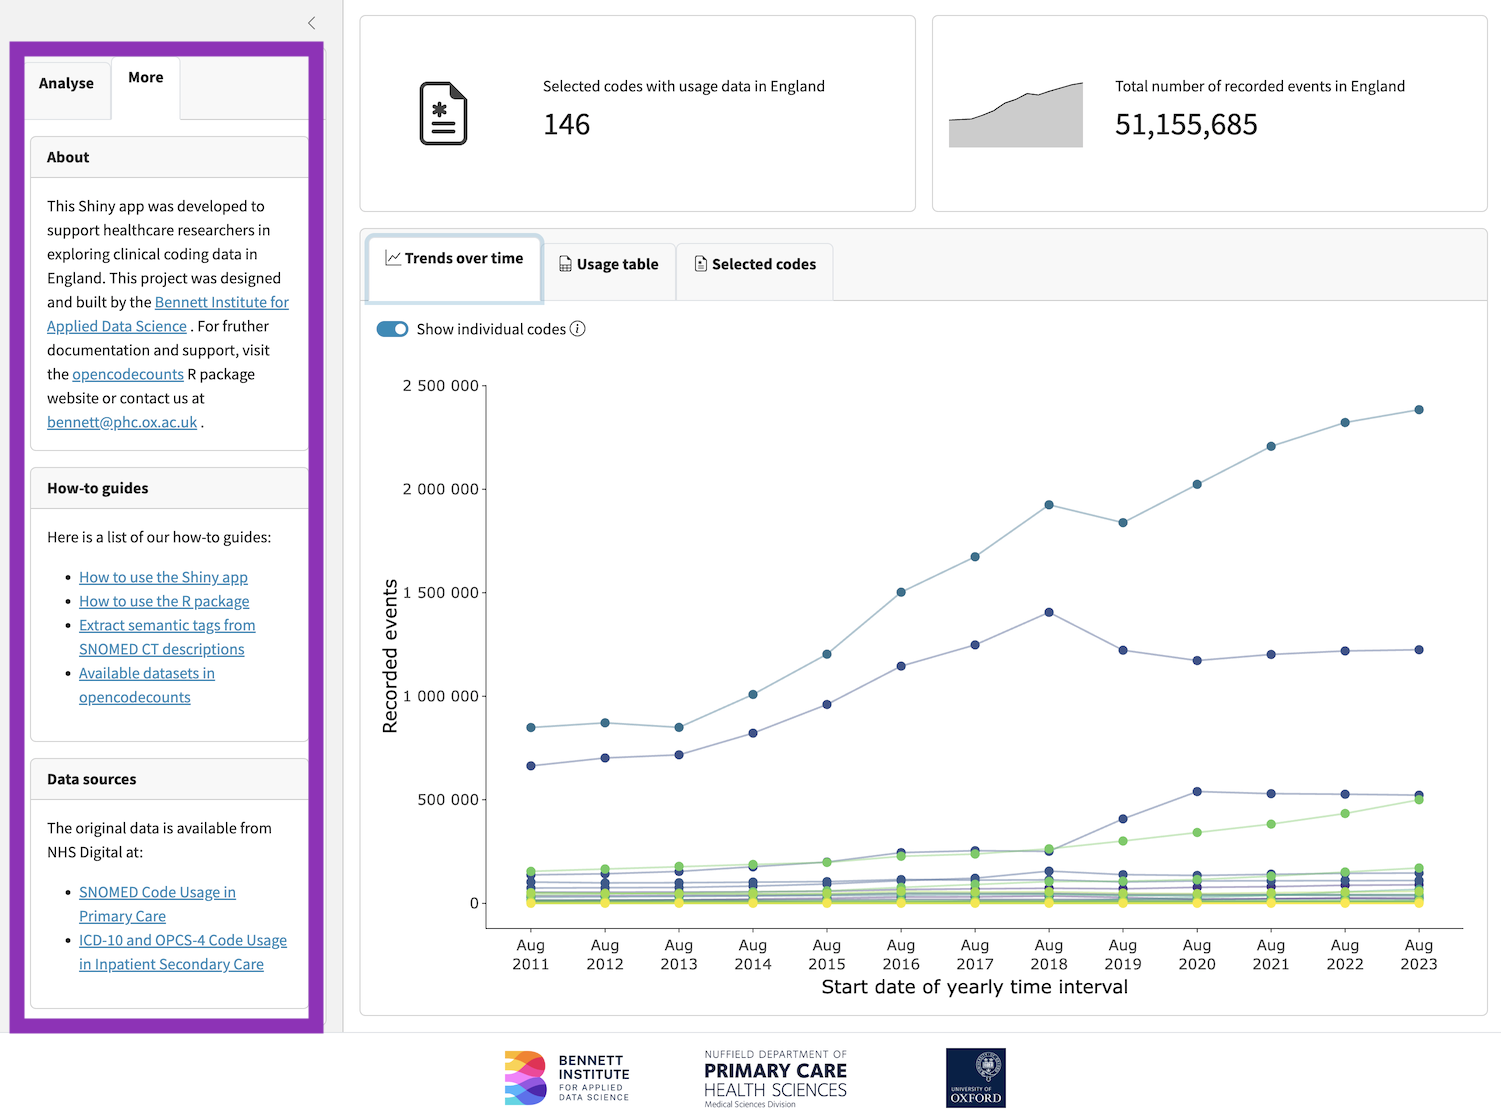 Analyse
More
About
This Shiny app was developed to
support healthcare researchers in
exploring clinical coding data in
England. This project was designed
and built by the Bennett Institute for
Applied Data Science . For fruther
documentation and support, visit
the opencodecounts R package
website or contact us at
bennett@phc.ox.ac.uk .
How-to guides
Here is a list of our how-to guides:
How to use the Shiny app
How to use the R package
Extract semantic tags from
SNOMED CT descriptions
Available datasets in
opencodecounts
Data sources
The original data is available from
NHS Digital at:
SNOMED Code Usage in
Primary Care
ICD-10 and OPCS-4 Code Usage
in Inpatient Secondary Care
Selected codes with usage data in England
146
Total number of recorded events in England
51,155,685
Trends over time
Usage table
Selected codes
Show individual codes
Recorded events
2 500 000
2 000 000
1 500 000
1 000 000
500 000
0
Aug 2011
Aug 2012
Aug 2013
Aug 2014
Aug 2015
Aug 2016
Aug 2017
Aug 2018
Aug 2019
Aug 2020
Aug 2021
Aug 2022
Aug 2023
Start date of yearly time interval
BENNETT
INSTITUTE
FOR APPLIED
DATA SCIENCE
NUFFIELD DEPARTMENT OF
PRIMARY CARE
HEALTH SCIENCES
Medical Sciences Division
UNIVERSITY OF
OXFORD